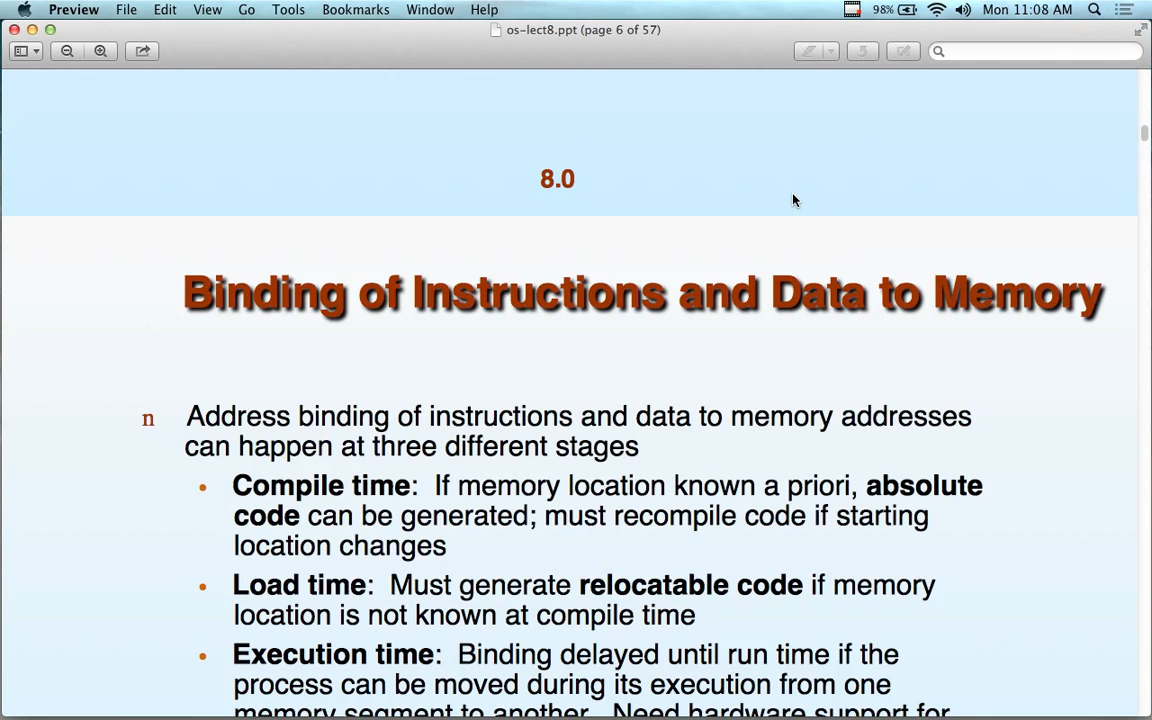 Preview File Edit View Go Tools Bookmarks Window Help 98% Mon 11:08 AM
os-lect8.ppt (page 6 of 57)
8.0
Binding of Instructions and Data to Memory
n Address binding of instructions and data to memory addresses
can happen at three different stages
• Compile time: If memory location known a priori, absolute
code can be generated; must recompile code if starting
location changes
• Load time: Must generate relocatable code if memory
location is not known at compile time
• Execution time: Binding delayed until run time if the
process can be moved during its execution from one
memory segment to another. Need hardware support for